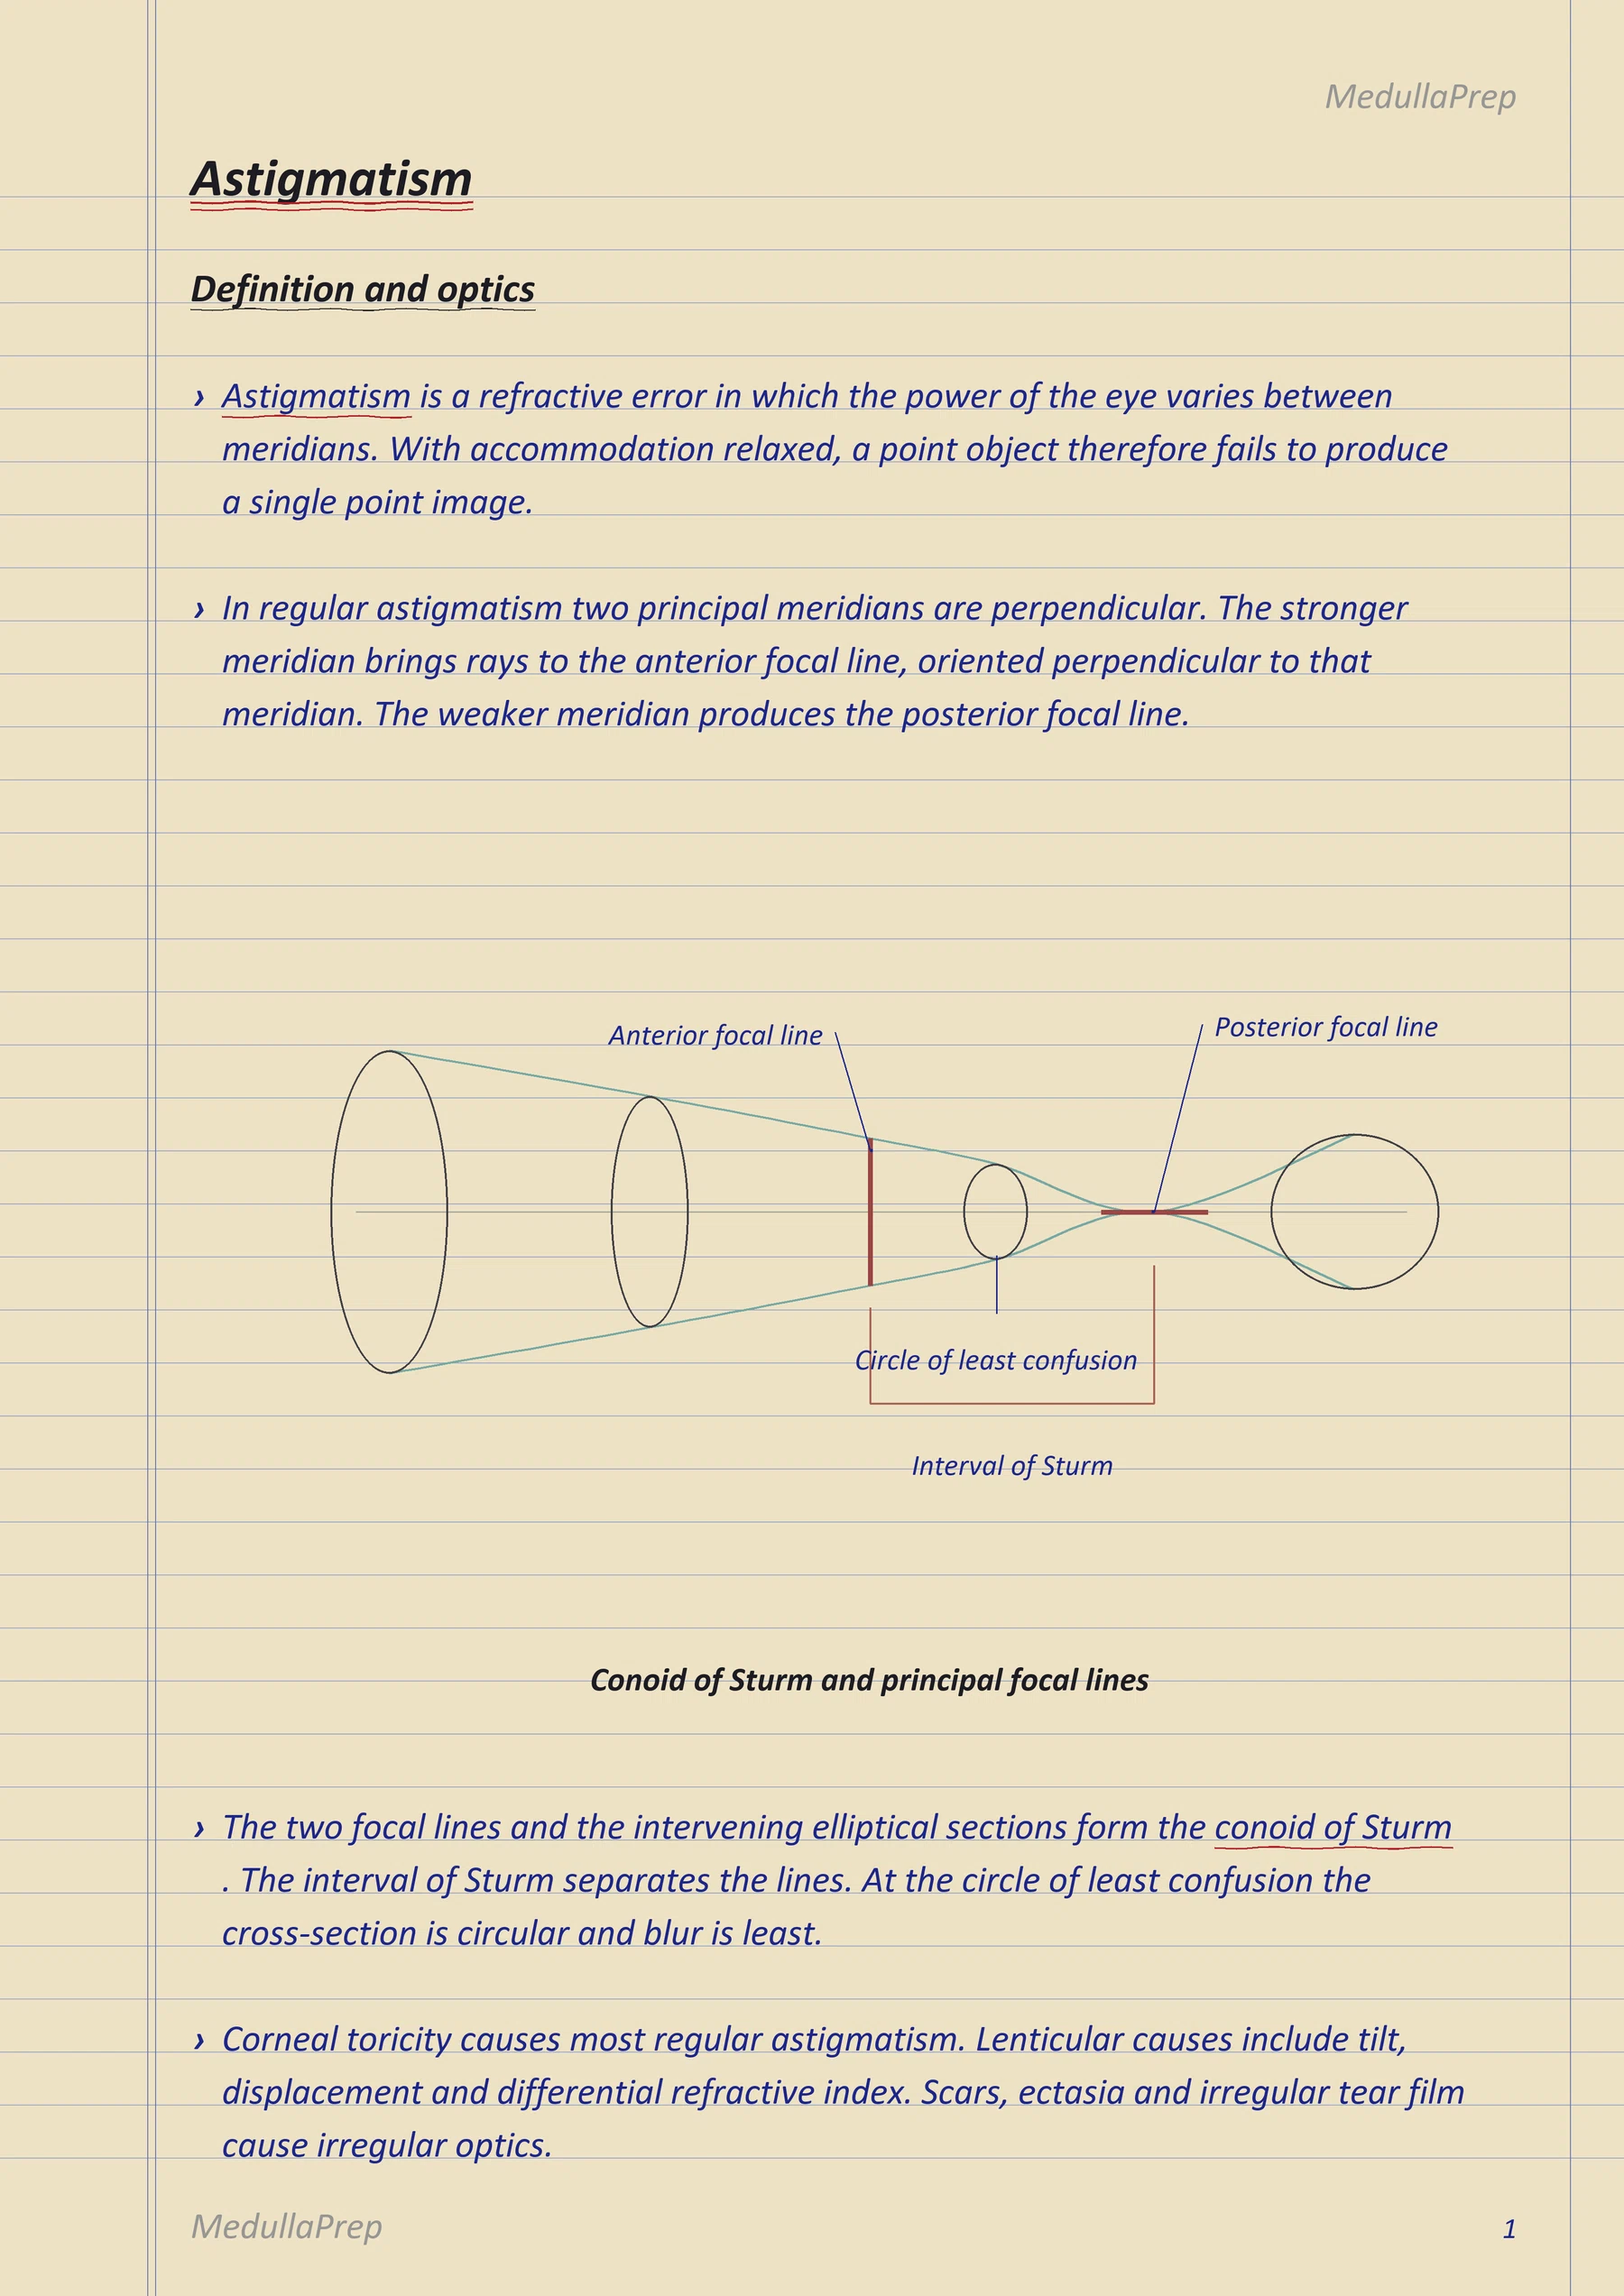 MedullaPrep
Astigmatism
Definition and optics
› Astigmatism is a refractive error in which the power of the eye varies between
meridians. With accommodation relaxed, a point object therefore fails to produce
a single point image.
› In regular astigmatism two principal meridians are perpendicular. The stronger
meridian brings rays to the anterior focal line, oriented perpendicular to that
meridian. The weaker meridian produces the posterior focal line.
Anterior focal line
Posterior focal line
Circle of least confusion
Interval of Sturm
Conoid of Sturm and principal focal lines
› The two focal lines and the intervening elliptical sections form the conoid of Sturm
. The interval of Sturm separates the lines. At the circle of least confusion the
cross-section is circular and blur is least.
› Corneal toricity causes most regular astigmatism. Lenticular causes include tilt,
displacement and differential refractive index. Scars, ectasia and irregular tear film
cause irregular optics.
MedullaPrep
1